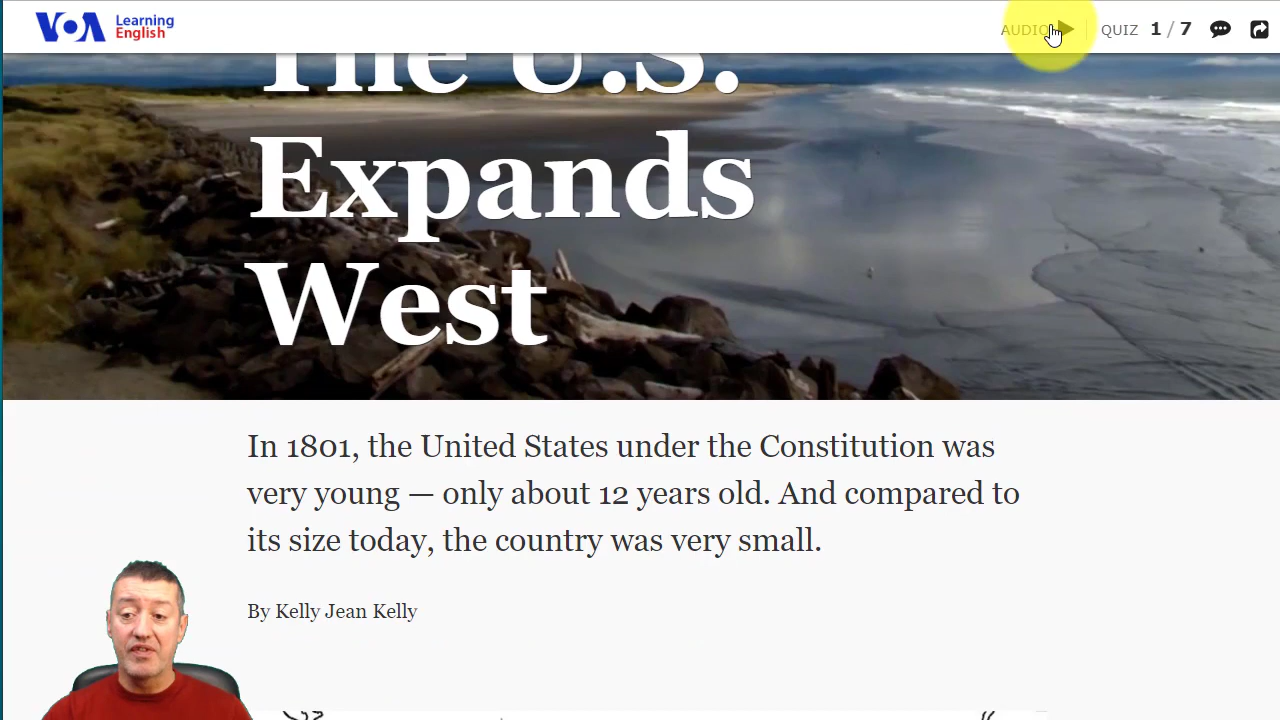 VOA Learning English
AUDIO QUIZ 1 / 7
The U.S.
Expands
West
In 1801, the United States under the Constitution was
very young — only about 12 years old. And compared to
its size today, the country was very small.
By Kelly Jean Kelly